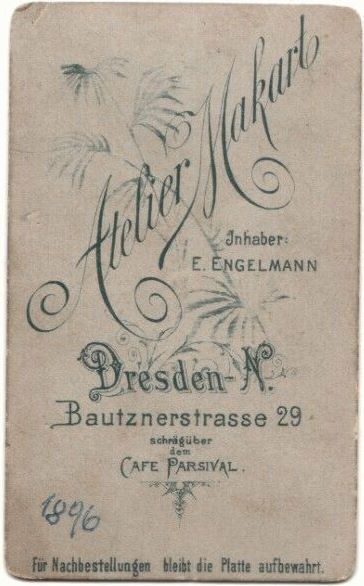 Atelier Makart
Inhaber:
E. ENGELMANN
Dresden-N.
Bautznerstrasse 29
schrägüber
dem
CAFE PARSIVAL.
1896
Für Nachbestellungen bleibt die Platte aufbewahrt.